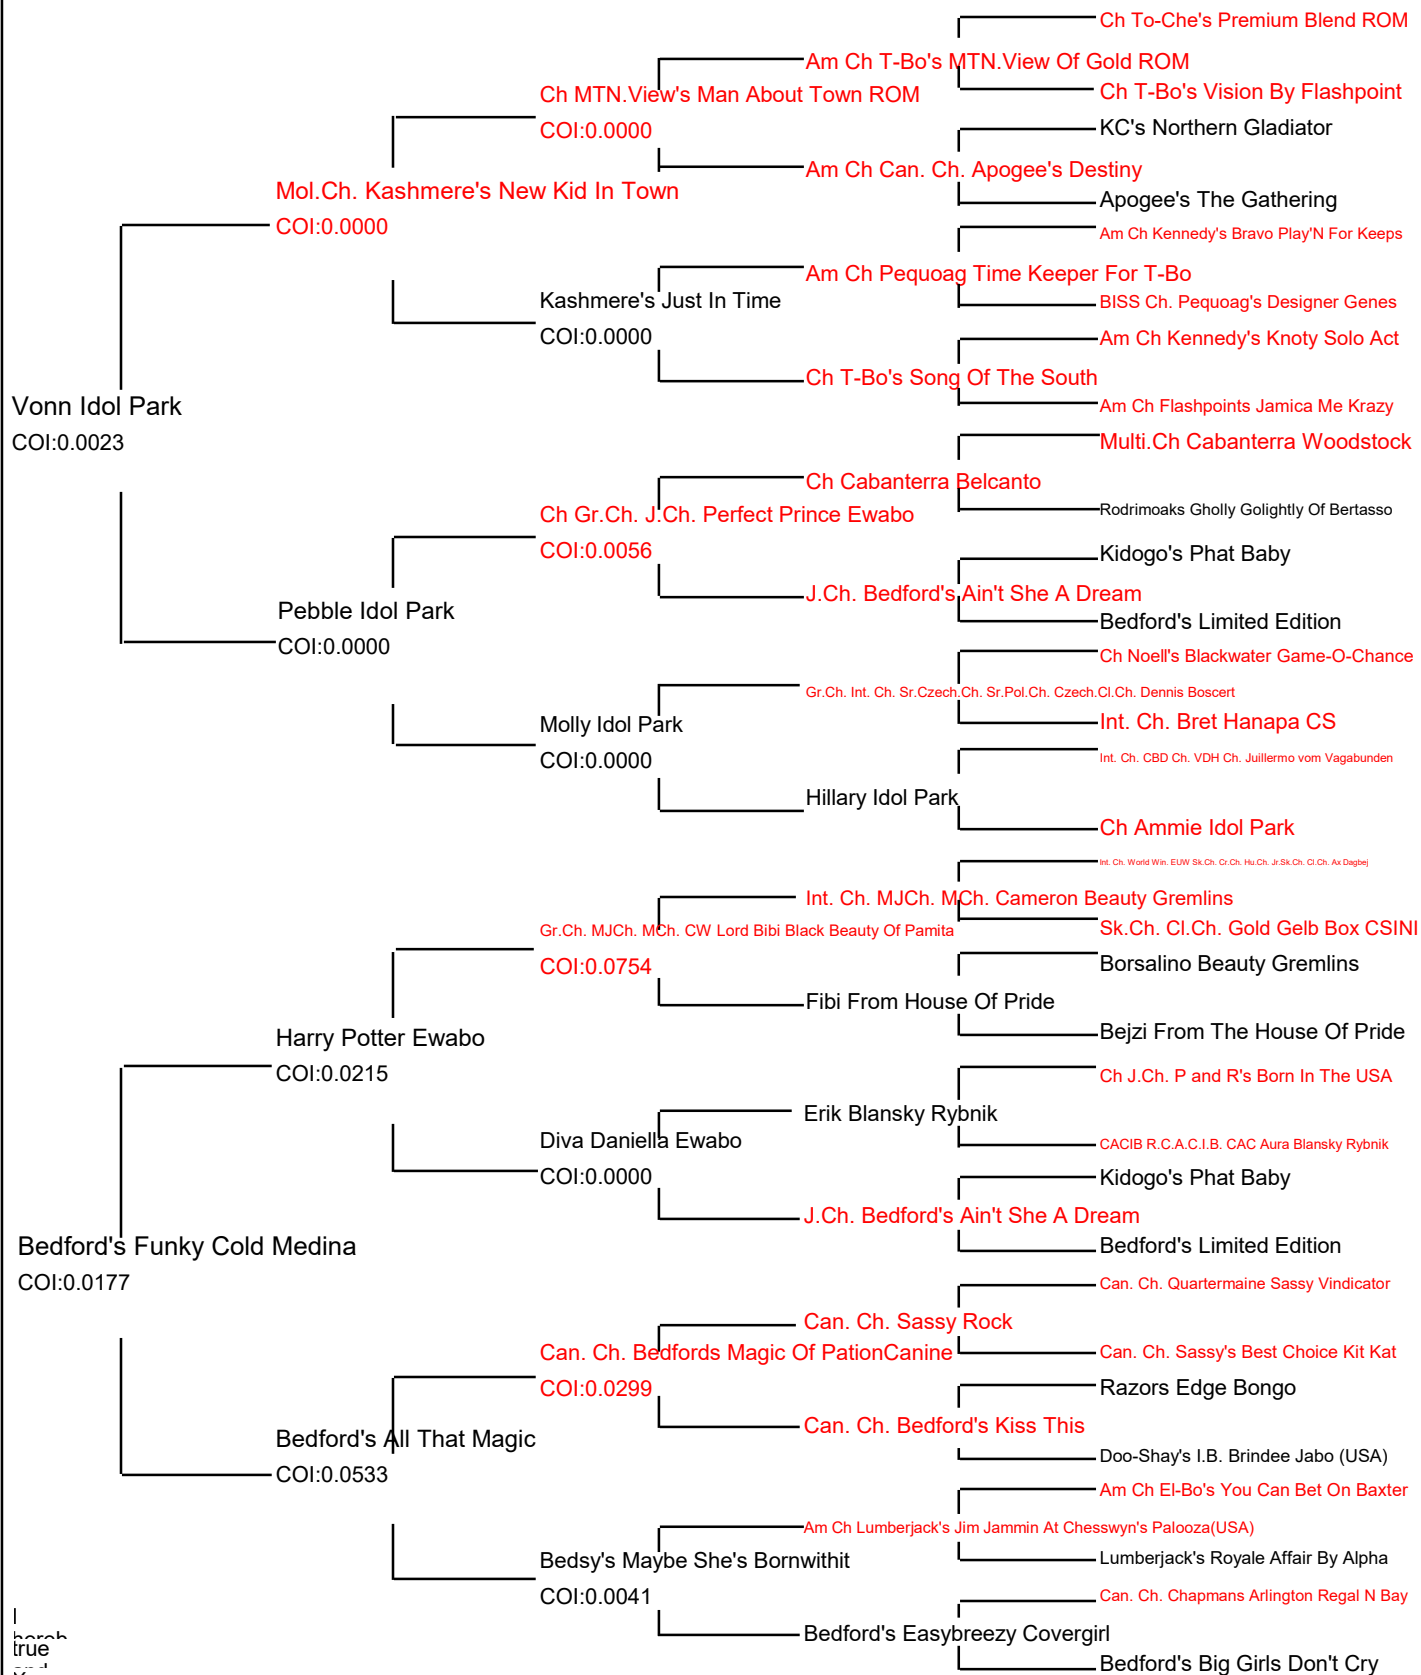 Ch To-Che's Premium Blend ROM
Am Ch T-Bo's MTN.View Of Gold ROM
Ch T-Bo's Vision By Flashpoint
Ch MTN.View's Man About Town ROM
COI:0.0000
KC's Northern Gladiator
Am Ch Can. Ch. Apogee's Destiny
Apogee's The Gathering
Mol.Ch. Kashmere's New Kid In Town
COI:0.0000
Am Ch Kennedy's Bravo Play'N For Keeps
Am Ch Pequoag Time Keeper For T-Bo
BISS Ch. Pequoag's Designer Genes
Kashmere's Just In Time
COI:0.0000
Am Ch Kennedy's Knoty Solo Act
Ch T-Bo's Song Of The South
Am Ch Flashpoints Jamica Me Krazy
Vonn Idol Park
COI:0.0023
Multi.Ch Cabanterra Woodstock
Ch Cabanterra Belcanto
Rodrimoaks Gholly Golightly Of Bertasso
Ch Gr.Ch. J.Ch. Perfect Prince Ewabo
COI:0.0056
Kidogo's Phat Baby
J.Ch. Bedford's Ain't She A Dream
Bedford's Limited Edition
Pebble Idol Park
COI:0.0000
Ch Noell's Blackwater Game-O-Chance
Gr.Ch. Int. Ch. Sr.Czech.Ch. Sr.Pol.Ch. Czech.Cl.Ch. Dennis Boscert
Int. Ch. Bret Hanapa CS
Molly Idol Park
COI:0.0000
Int. Ch. CBD Ch. VDH Ch. Juillermo vom Vagabunden
Hillary Idol Park
Ch Ammie Idol Park
Int. Ch. World Win. EUW Sk.Ch. Cr.Ch. Hu.Ch. Jr.Sk.Ch. Cl.Ch. Ax Dagbej
Int. Ch. MJCh. MCh. Cameron Beauty Gremlins
Sk.Ch. Cl.Ch. Gold Gelb Box CSINI
Gr.Ch. MJCh. MCh. CW Lord Bibi Black Beauty Of Pamita
COI:0.0754
Borsalino Beauty Gremlins
Fibi From House Of Pride
Bejzi From The House Of Pride
Harry Potter Ewabo
COI:0.0215
Ch J.Ch. P and R's Born In The USA
Erik Blansky Rybnik
CACIB R.C.A.C.I.B. CAC Aura Blansky Rybnik
Diva Daniella Ewabo
COI:0.0000
Kidogo's Phat Baby
J.Ch. Bedford's Ain't She A Dream
Bedford's Limited Edition
Bedford's Funky Cold Medina
COI:0.0177
Can. Ch. Quartermaine Sassy Vindicator
Can. Ch. Sassy Rock
Can. Ch. Sassy's Best Choice Kit Kat
Can. Ch. Bedfords Magic Of PationCanine
COI:0.0299
Razors Edge Bongo
Can. Ch. Bedford's Kiss This
Doo-Shay's I.B. Brindee Jabo (USA)
Bedford's All That Magic
COI:0.0533
Am Ch El-Bo's You Can Bet On Baxter
Am Ch Lumberjack's Jim Jammin At Chesswyn's Palooza(USA)
Lumberjack's Royale Affair By Alpha
Bedsy's Maybe She's Bornwithit
COI:0.0041
Can. Ch. Chapmans Arlington Regal N Bay
Bedford's Easybreezy Covergirl
Bedford's Big Girls Don't Cry
I
true